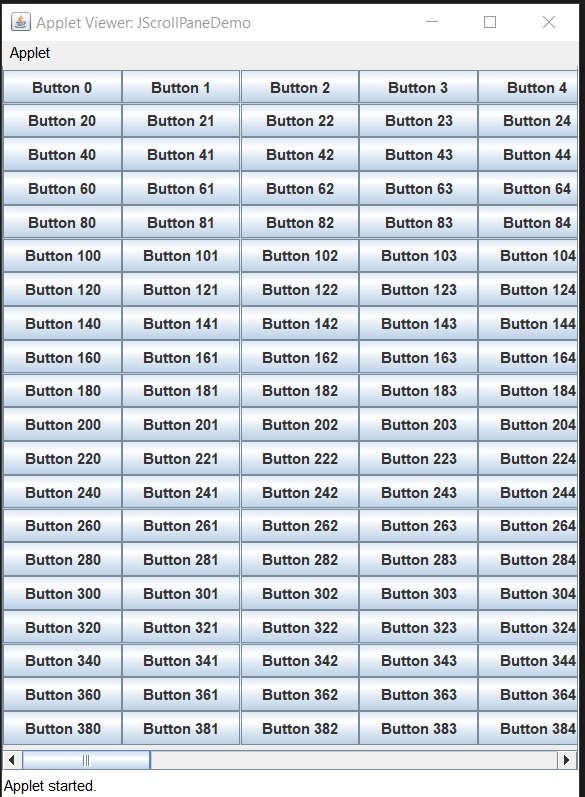 Applet Viewer: JScrollPaneDemo
Applet
Button 0 Button 1 Button 2 Button 3 Button 4
Button 20 Button 21 Button 22 Button 23 Button 24
Button 40 Button 41 Button 42 Button 43 Button 44
Button 60 Button 61 Button 62 Button 63 Button 64
Button 80 Button 81 Button 82 Button 83 Button 84
Button 100 Button 101 Button 102 Button 103 Button 104
Button 120 Button 121 Button 122 Button 123 Button 124
Button 140 Button 141 Button 142 Button 143 Button 144
Button 160 Button 161 Button 162 Button 163 Button 164
Button 180 Button 181 Button 182 Button 183 Button 184
Button 200 Button 201 Button 202 Button 203 Button 204
Button 220 Button 221 Button 222 Button 223 Button 224
Button 240 Button 241 Button 242 Button 243 Button 244
Button 260 Button 261 Button 262 Button 263 Button 264
Button 280 Button 281 Button 282 Button 283 Button 284
Button 300 Button 301 Button 302 Button 303 Button 304
Button 320 Button 321 Button 322 Button 323 Button 324
Button 340 Button 341 Button 342 Button 343 Button 344
Button 360 Button 361 Button 362 Button 363 Button 364
Button 380 Button 381 Button 382 Button 383 Button 384
Applet started.